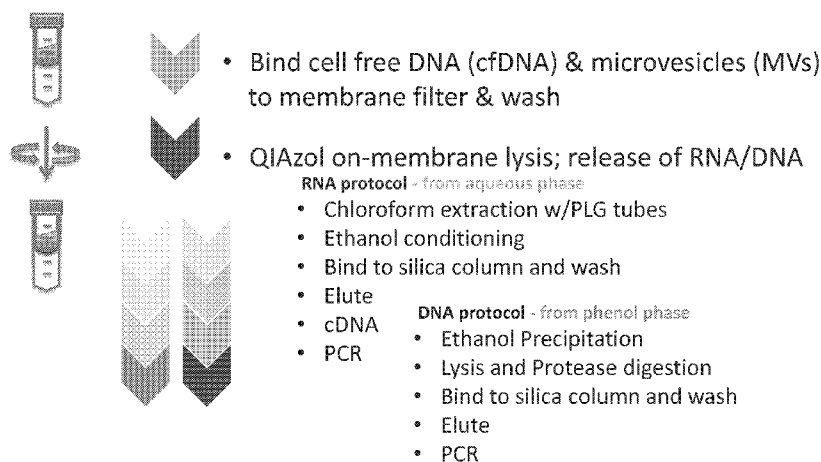 • Bind cell free DNA (cfDNA) & microvesicles (MVs)
to membrane filter & wash
• QIAzol on-membrane lysis; release of RNA/DNA
RNA protocol - from aqueous phase
• Chloroform extraction w/PLG tubes
• Ethanol conditioning
• Bind to silica column and wash
• Elute
• cDNA
• PCR
DNA protocol - from phenol phase
• Ethanol Precipitation
• Lysis and Protease digestion
• Bind to silica column and wash
• Elute
• PCR